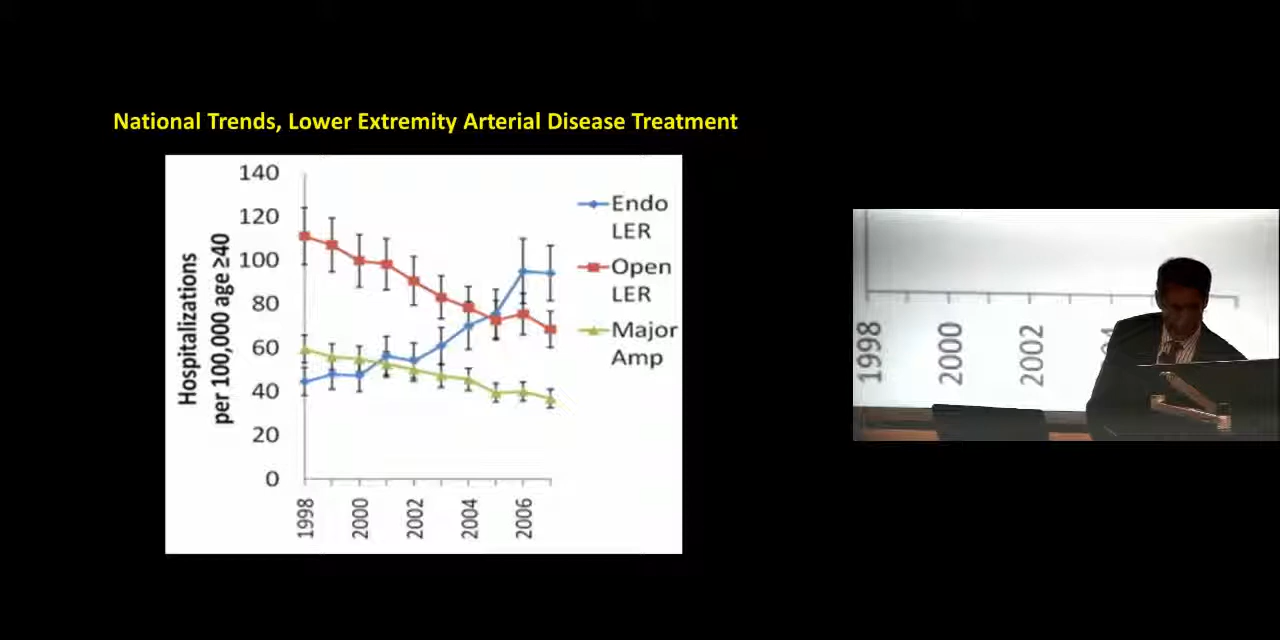 National Trends, Lower Extremity Arterial Disease Treatment
Hospitalizations
per 100,000 age ≥40
140
120
100
80
60
40
20
0
1998
2000
2002
2004
2006
Endo
LER
Open
LER
Major
Amp
1998
2000
2002